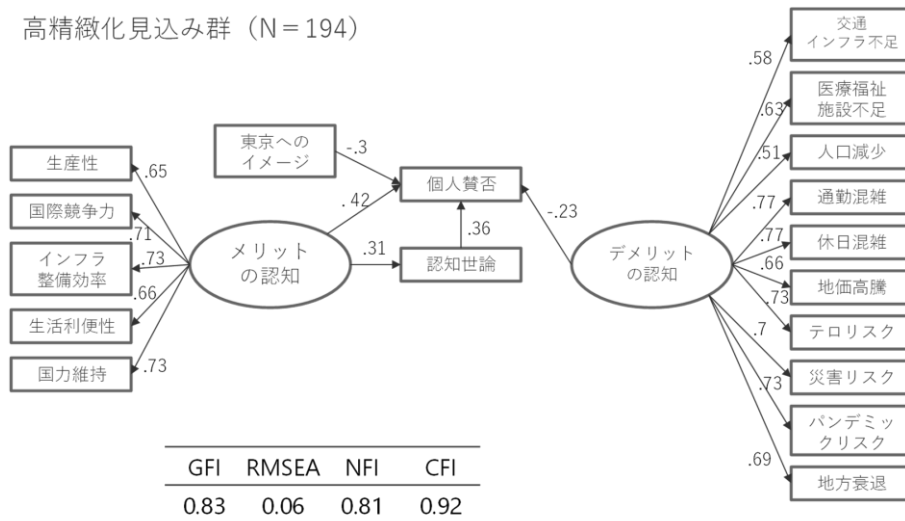 高精緻化見込み群（N＝194）
生産性
国際競争力
インフラ
整備効率
生活利便性
国力維持
.65
.71
.73
.66
.73
メリット
の認知
東京への
イメージ
-.3
.42
.31
個人賛否
.36
認知世論
-.23
デメリット
の認知
.58
.63
.51
.77
.77
.66
.73
.7
.73
.69
交通
インフラ不足
医療福祉
施設不足
人口減少
通勤混雑
休日混雑
地価高騰
テロリスク
災害リスク
パンデミッ
クリスク
地方衰退
GFI RMSEA NFI CFI
0.83 0.06 0.81 0.92